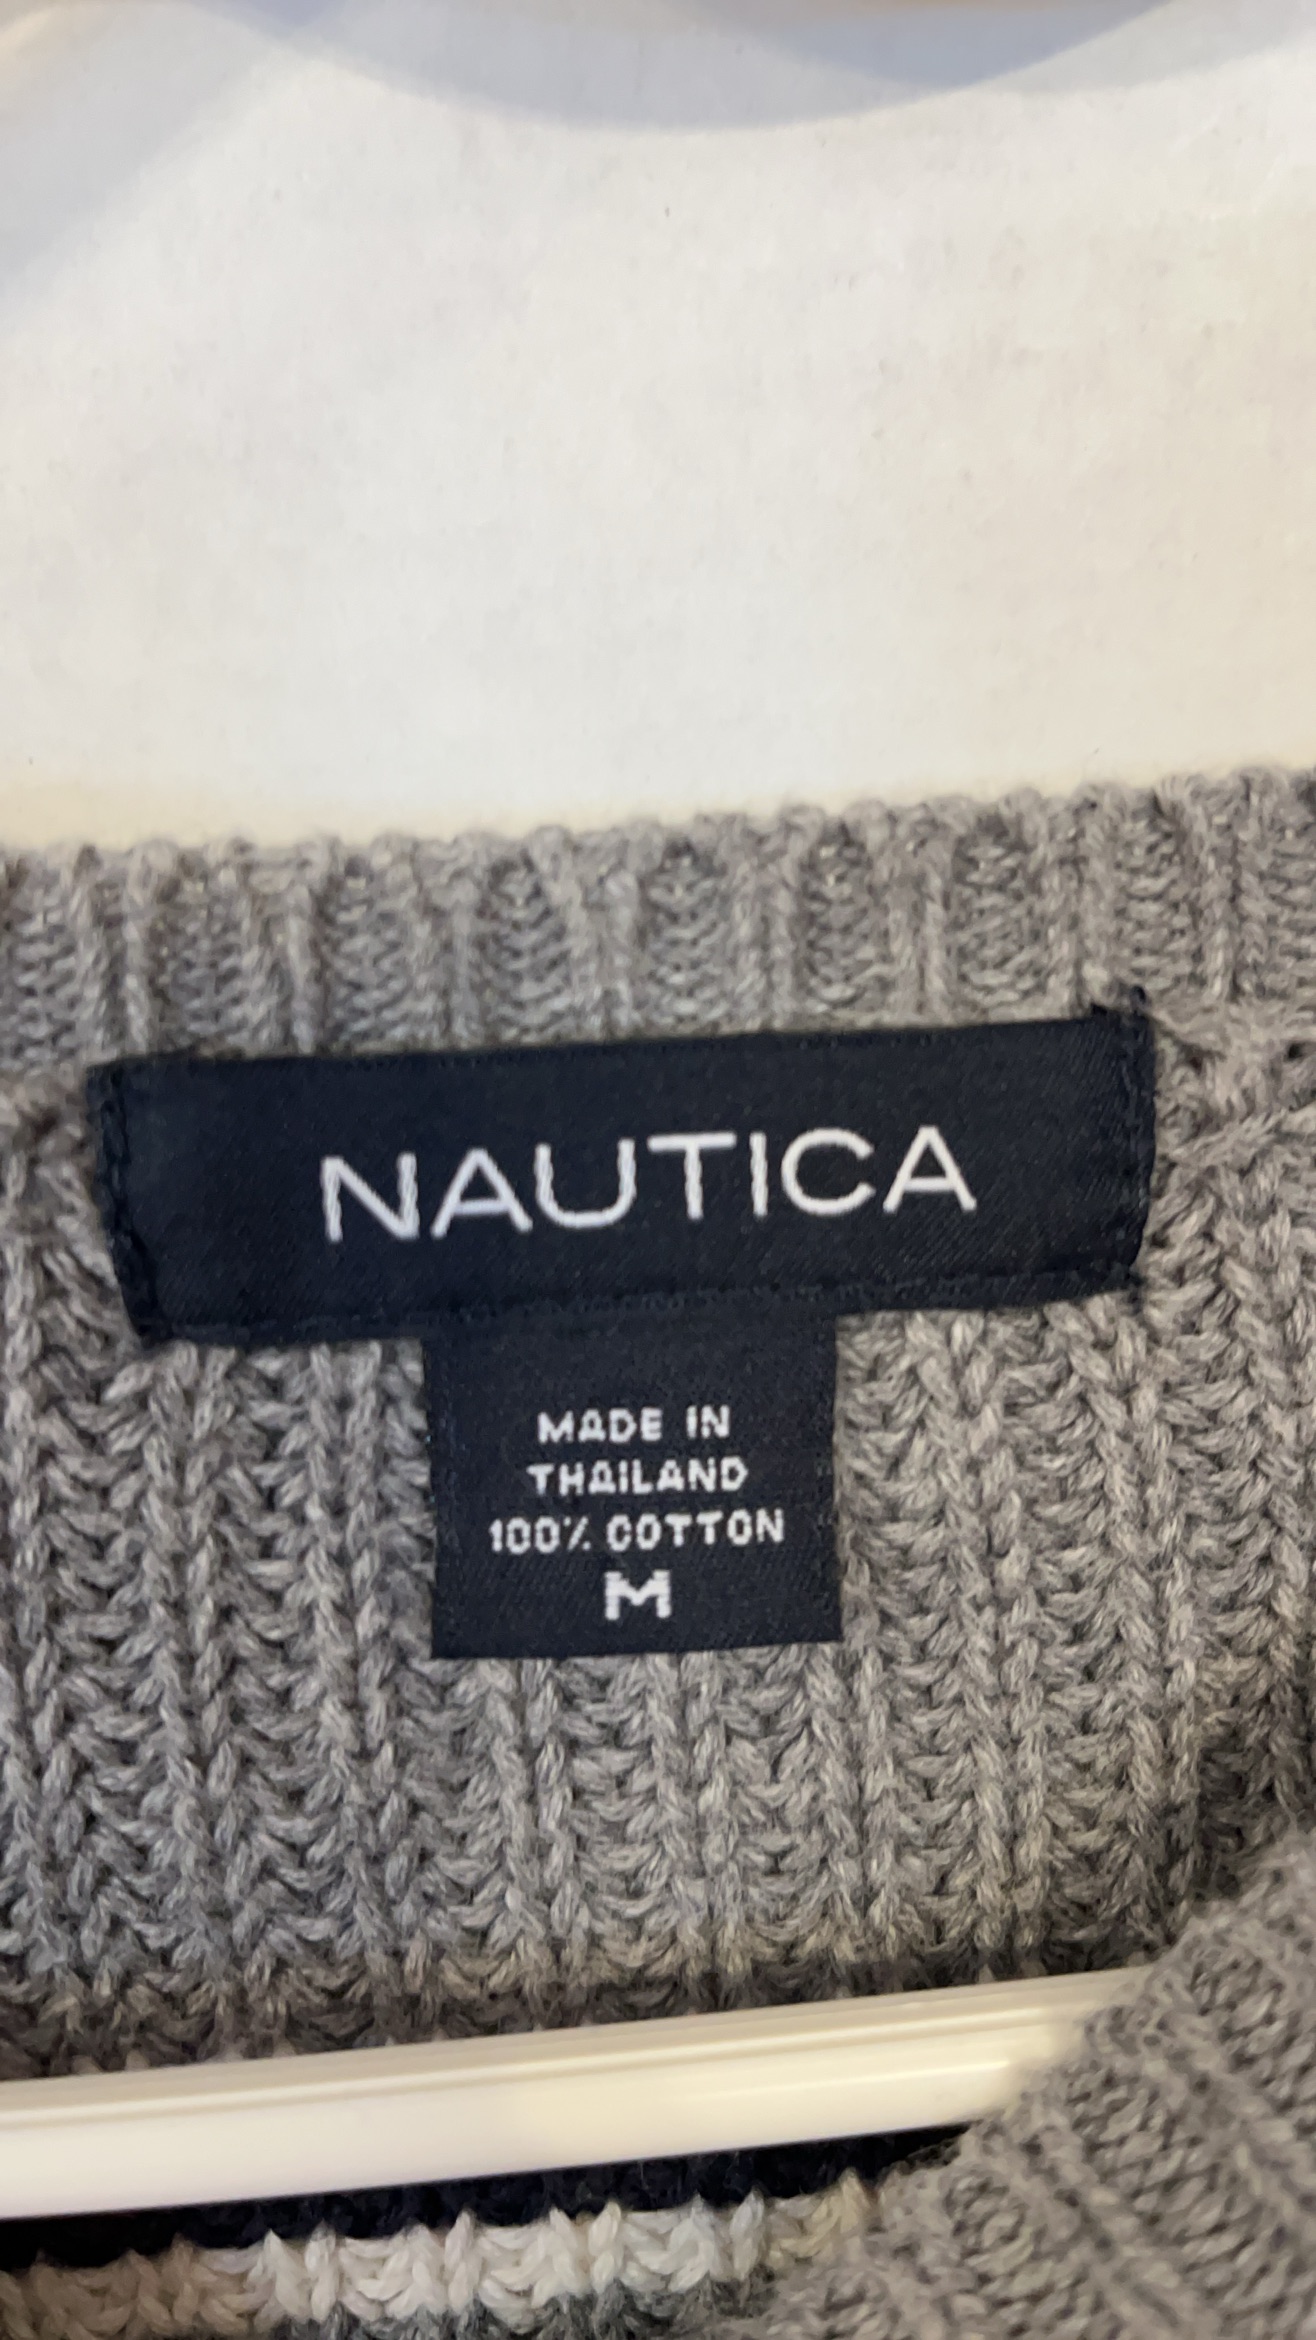 NAUTICA
MADE IN
THAILAND
100% COTTON
M